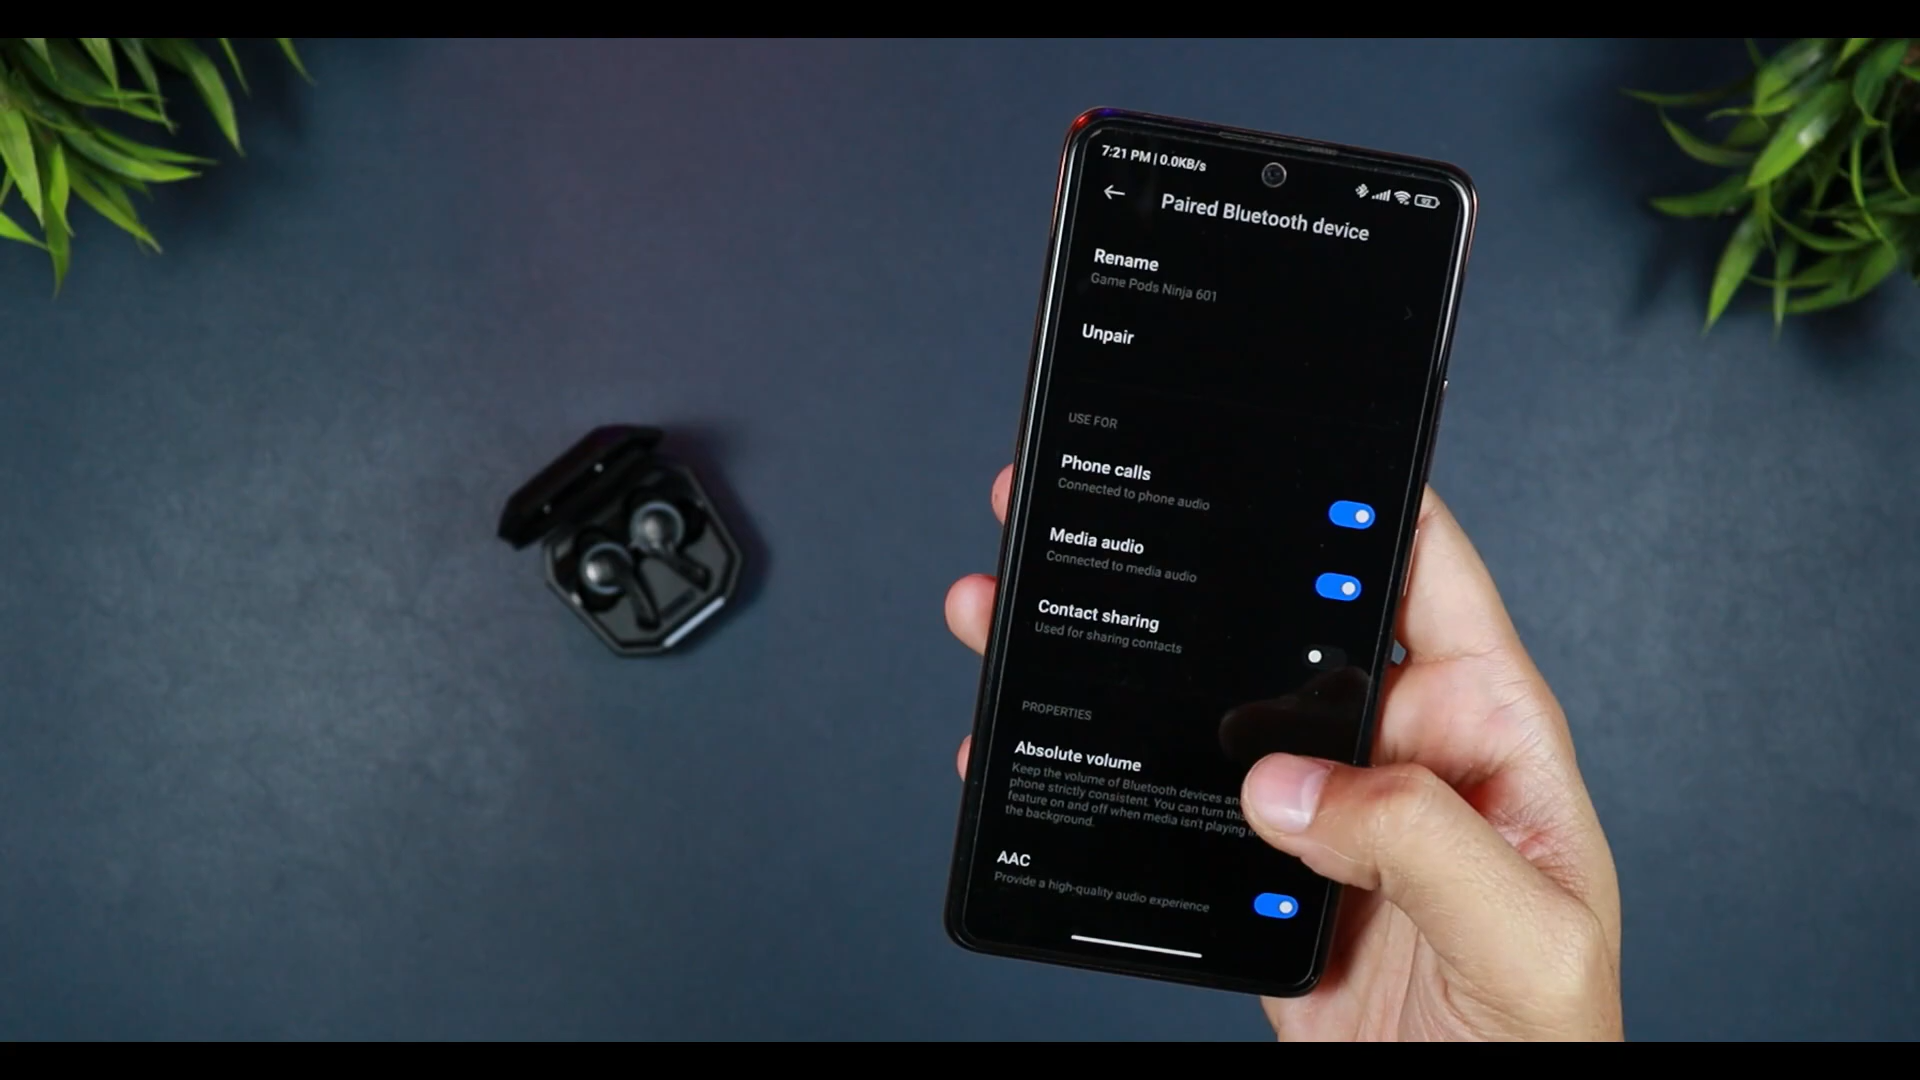 7:21 PM | 0.0KB/s
92
Paired Bluetooth device
Rename
Game Pods Ninja 601
Unpair
USE FOR
Phone calls
Connected to phone audio
Media audio
Connected to media audio
Contact sharing
Used for sharing contacts
PROPERTIES
Absolute volume
Keep the volume of Bluetooth devices
phone strictly consistent. You can turn this
feature on and off when media isn't playing
the background.
AAC
Provide a high-quality audio experience